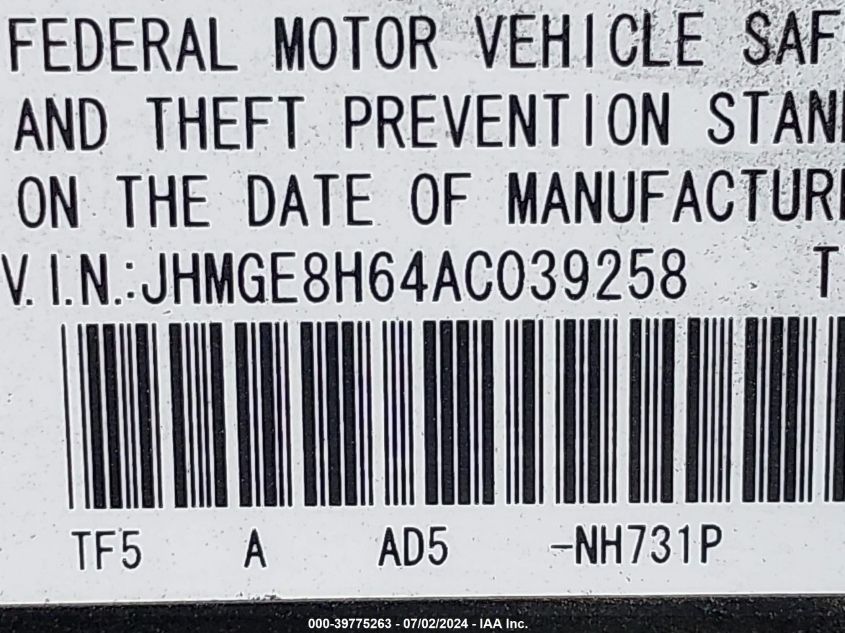 FEDERAL MOTOR VEHICLE SAF
AND THEFT PREVENTION STAN
ON THE DATE OF MANUFACTUR
V.I.N.:JHMGE8H64AC039258 T
TF5 A AD5 -NH731P
000-39775263 - 07/02/2024 - IAA Inc.